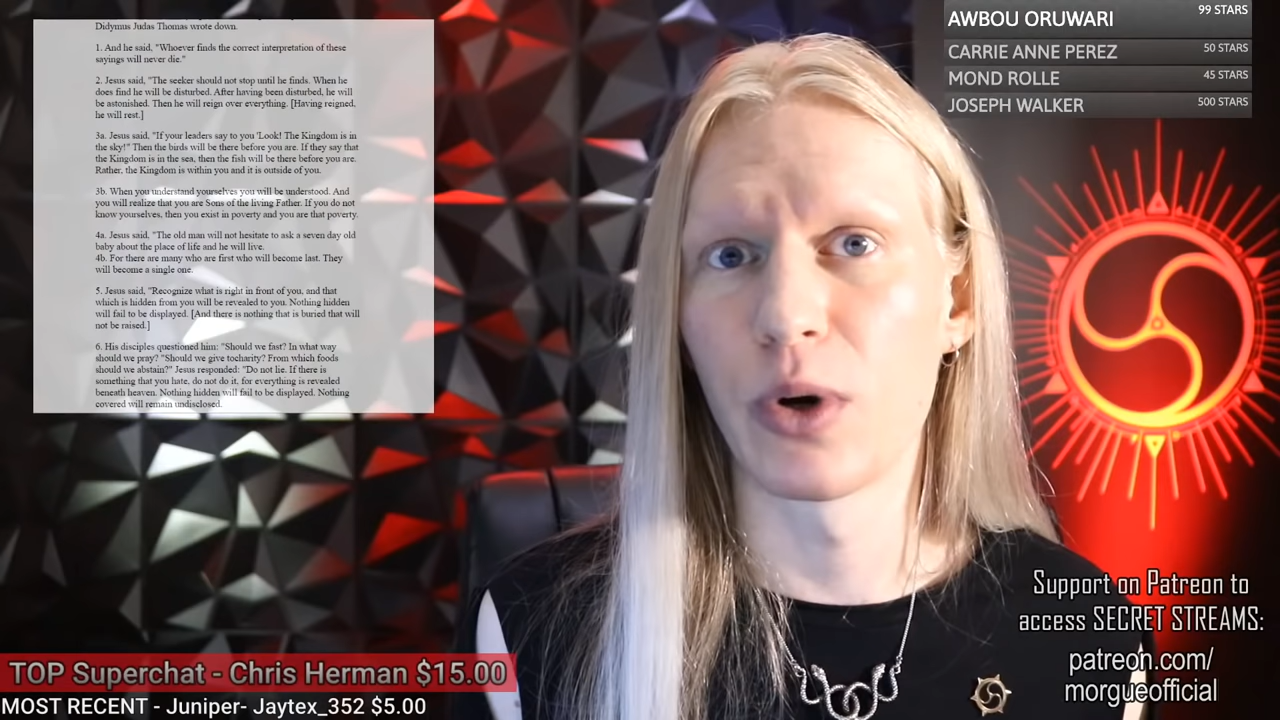 Didymus Judas Thomas wrote down.
1. And he said, "Whoever finds the correct interpretation of these
sayings will never die."
2. Jesus said, "The seeker should not stop until he finds. When he
does find he will be disturbed. After having been disturbed, he will
be astonished. Then he will reign over everything. [Having reigned,
he will rest.]
3a. Jesus said, "If your leaders say to you 'Look! The Kingdom is in
the sky!" Then the birds will be there before you are. If they say that
the Kingdom is in the sea, then the fish will be there before you are.
Rather, the Kingdom is within you and it is outside of you.
3b. When you understand yourselves you will be understood. And
you will realize that you are Sons of the living Father. If you do not
know yourselves, then you exist in poverty and you are that poverty.
4a. Jesus said, "The old man will not hesitate to ask a seven day old
baby about the place of life and he will live.
4b. For there are many who are first who will become last. They
will become a single one.
5. Jesus said, "Recognize what is right in front of you, and that
which is hidden from you will be revealed to you. Nothing hidden
will fail to be displayed. [And there is nothing that is buried that will
not be raised.]
6. His disciples questioned him: "Should we fast? In what way
should we pray? "Should we give tocharity? From which foods
should we abstain?" Jesus responded: "Do not lie. If there is
something that you hate, do not do it, for everything is revealed
beneath heaven. Nothing hidden will fail to be displayed. Nothing
covered will remain undisclosed.
AWBOU ORUWARI 99 STARS
CARRIE ANNE PEREZ 50 STARS
MOND ROLLE 45 STARS
JOSEPH WALKER 500 STARS
Support on Patreon to
access SECRET STREAMS:
patreon.com/
morgueofficial
TOP Superchat - Chris Herman $15.00
MOST RECENT - Juniper- Jaytex_352 $5.00